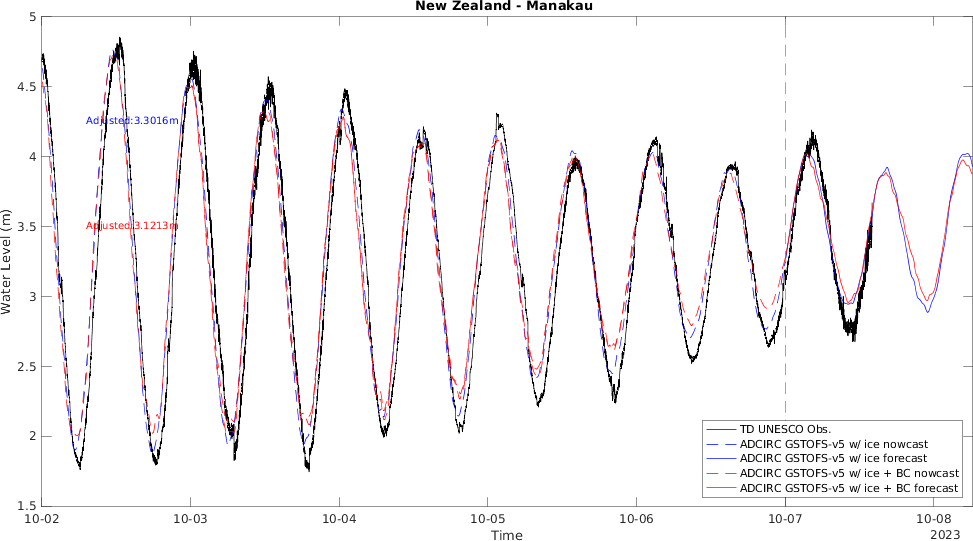 New Zealand - Manakau
5
4.5
4
3.5
3
2.5
2
1.5
Water Level (m)
Adjusted:3.3016m
Adjusted:3.1213m
TD UNESCO Obs.
ADCIRC GSTOFS-v5 w/ ice nowcast
ADCIRC GSTOFS-v5 w/ ice forecast
ADCIRC GSTOFS-v5 w/ ice + BC nowcast
ADCIRC GSTOFS-v5 w/ ice + BC forecast
10-02 10-03 10-04 10-05 10-06 10-07 10-08
Time
2023